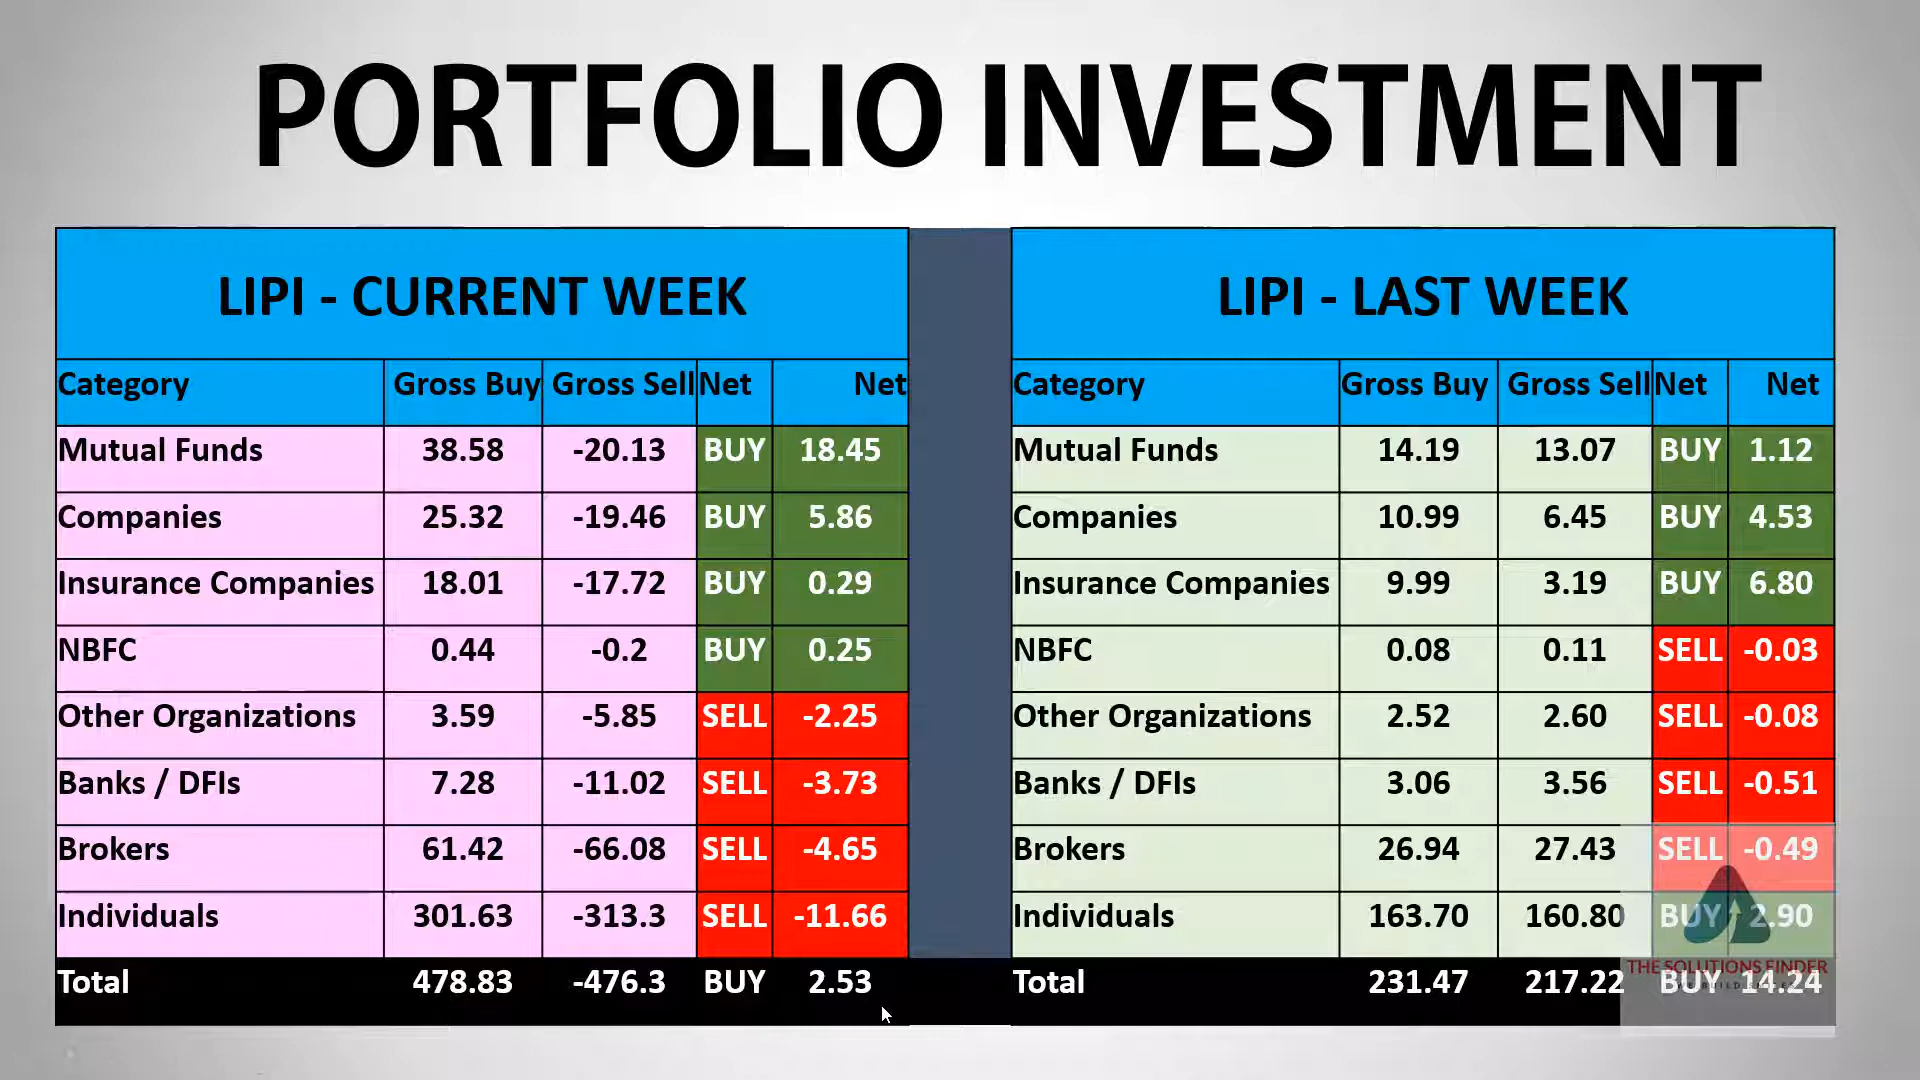 PORTFOLIO INVESTMENT
LIPI - CURRENT WEEK
Category Gross Buy Gross Sell Net Net
Mutual Funds 38.58 -20.13 BUY 18.45
Companies 25.32 -19.46 BUY 5.86
Insurance Companies 18.01 -17.72 BUY 0.29
NBFC 0.44 -0.2 BUY 0.25
Other Organizations 3.59 -5.85 SELL -2.25
Banks / DFIs 7.28 -11.02 SELL -3.73
Brokers 61.42 -66.08 SELL -4.65
Individuals 301.63 -313.3 SELL -11.66
Total 478.83 -476.3 BUY 2.53
LIPI - LAST WEEK
Category Gross Buy Gross Sell Net Net
Mutual Funds 14.19 13.07 BUY 1.12
Companies 10.99 6.45 BUY 4.53
Insurance Companies 9.99 3.19 BUY 6.80
NBFC 0.08 0.11 SELL -0.03
Other Organizations 2.52 2.60 SELL -0.08
Banks / DFIs 3.06 3.56 SELL -0.51
Brokers 26.94 27.43 SELL -0.49
Individuals 163.70 160.80 BUY 2.90
Total 231.47 217.22 BUY 14.24
THE SOLUTIONS FINDER